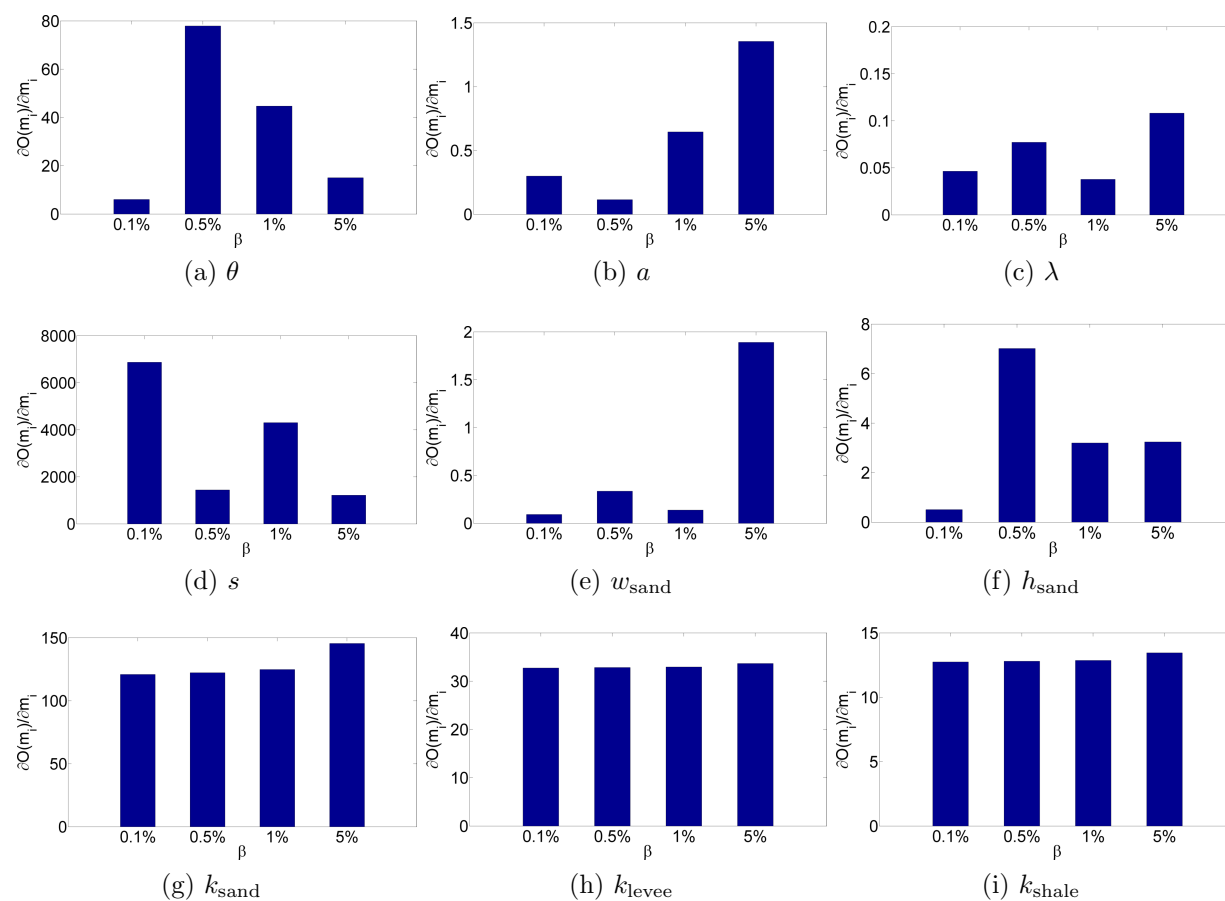 80
60
40
20
0
∂O(m_i)/∂m_i
0.1% 0.5% 1% 5%
β
(a) θ
1.5
1
0.5
0
∂O(m_i)/∂m_i
0.1% 0.5% 1% 5%
β
(b) a
0.2
0.15
0.1
0.05
0
∂O(m_i)/∂m_i
0.1% 0.5% 1% 5%
β
(c) λ
8000
6000
4000
2000
0
∂O(m_i)/∂m_i
0.1% 0.5% 1% 5%
β
(d) s
2
1.5
1
0.5
0
∂O(m_i)/∂m_i
0.1% 0.5% 1% 5%
β
(e) w_sand
8
6
4
2
0
∂O(m_i)/∂m_i
0.1% 0.5% 1% 5%
β
(f) h_sand
150
100
50
0
∂O(m_i)/∂m_i
0.1% 0.5% 1% 5%
β
(g) k_sand
40
30
20
10
0
∂O(m_i)/∂m_i
0.1% 0.5% 1% 5%
β
(h) k_levee
15
10
5
0
∂O(m_i)/∂m_i
0.1% 0.5% 1% 5%
β
(i) k_shale